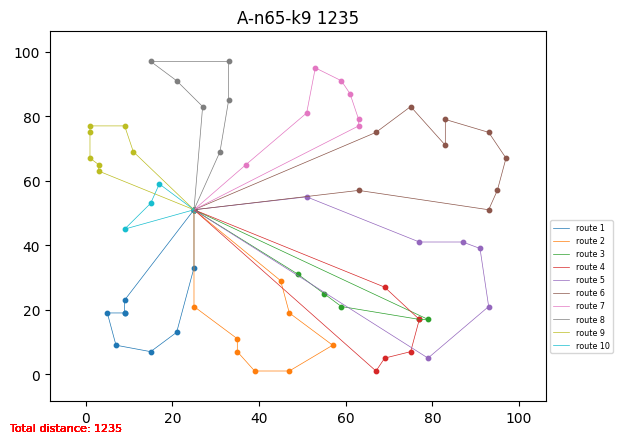 A-n65-k9 1235
100
80
60
40
20
0
0 20 40 60 80 100
route 1
route 2
route 3
route 4
route 5
route 6
route 7
route 8
route 9
route 10
Total distance: 1235